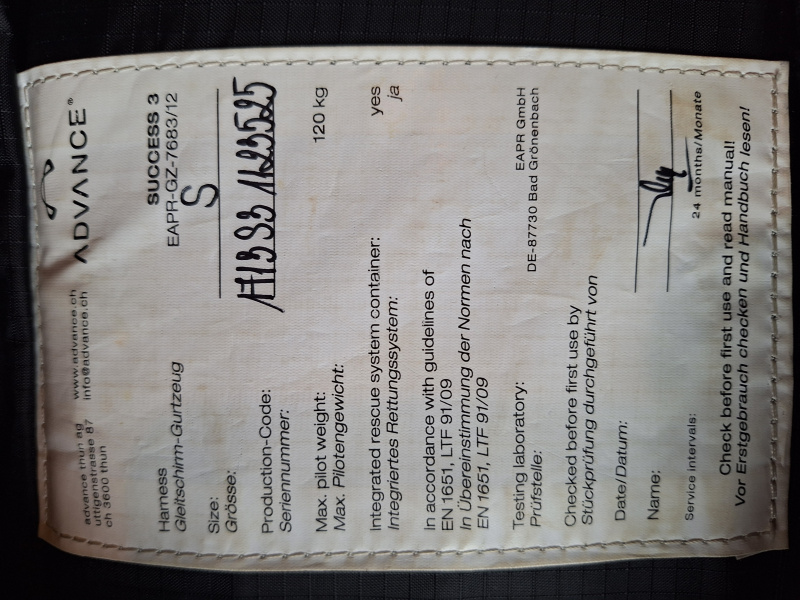 advance thun ag www.advance.ch
uttigenstrasse 87 info@advance.ch
ch 3600 thun
ADVANCE®
Harness SUCCESS 3
Gleitschirm-Gurtzeug EAPR-GZ-7683/12
Size: S
Grösse:
Production-Code:
Seriennummer:
Max. pilot weight: 120 kg
Max. Pilotengewicht:
Integrated rescue system container: yes
Integriertes Rettungssystem: ja
In accordance with guidelines of
EN 1651, LTF 91/09
In Übereinstimmung der Normen nach
EN 1651, LTF 91/09
Testing laboratory: EAPR GmbH
Prüfstelle: DE-87730 Bad Grönenbach
Checked before first use by
Stückprüfung durchgeführt von
Date/Datum:
Name:
Service intervals: 24 months/Monate
Check before first use and read manual!
Vor Erstgebrauch checken und Handbuch lesen!